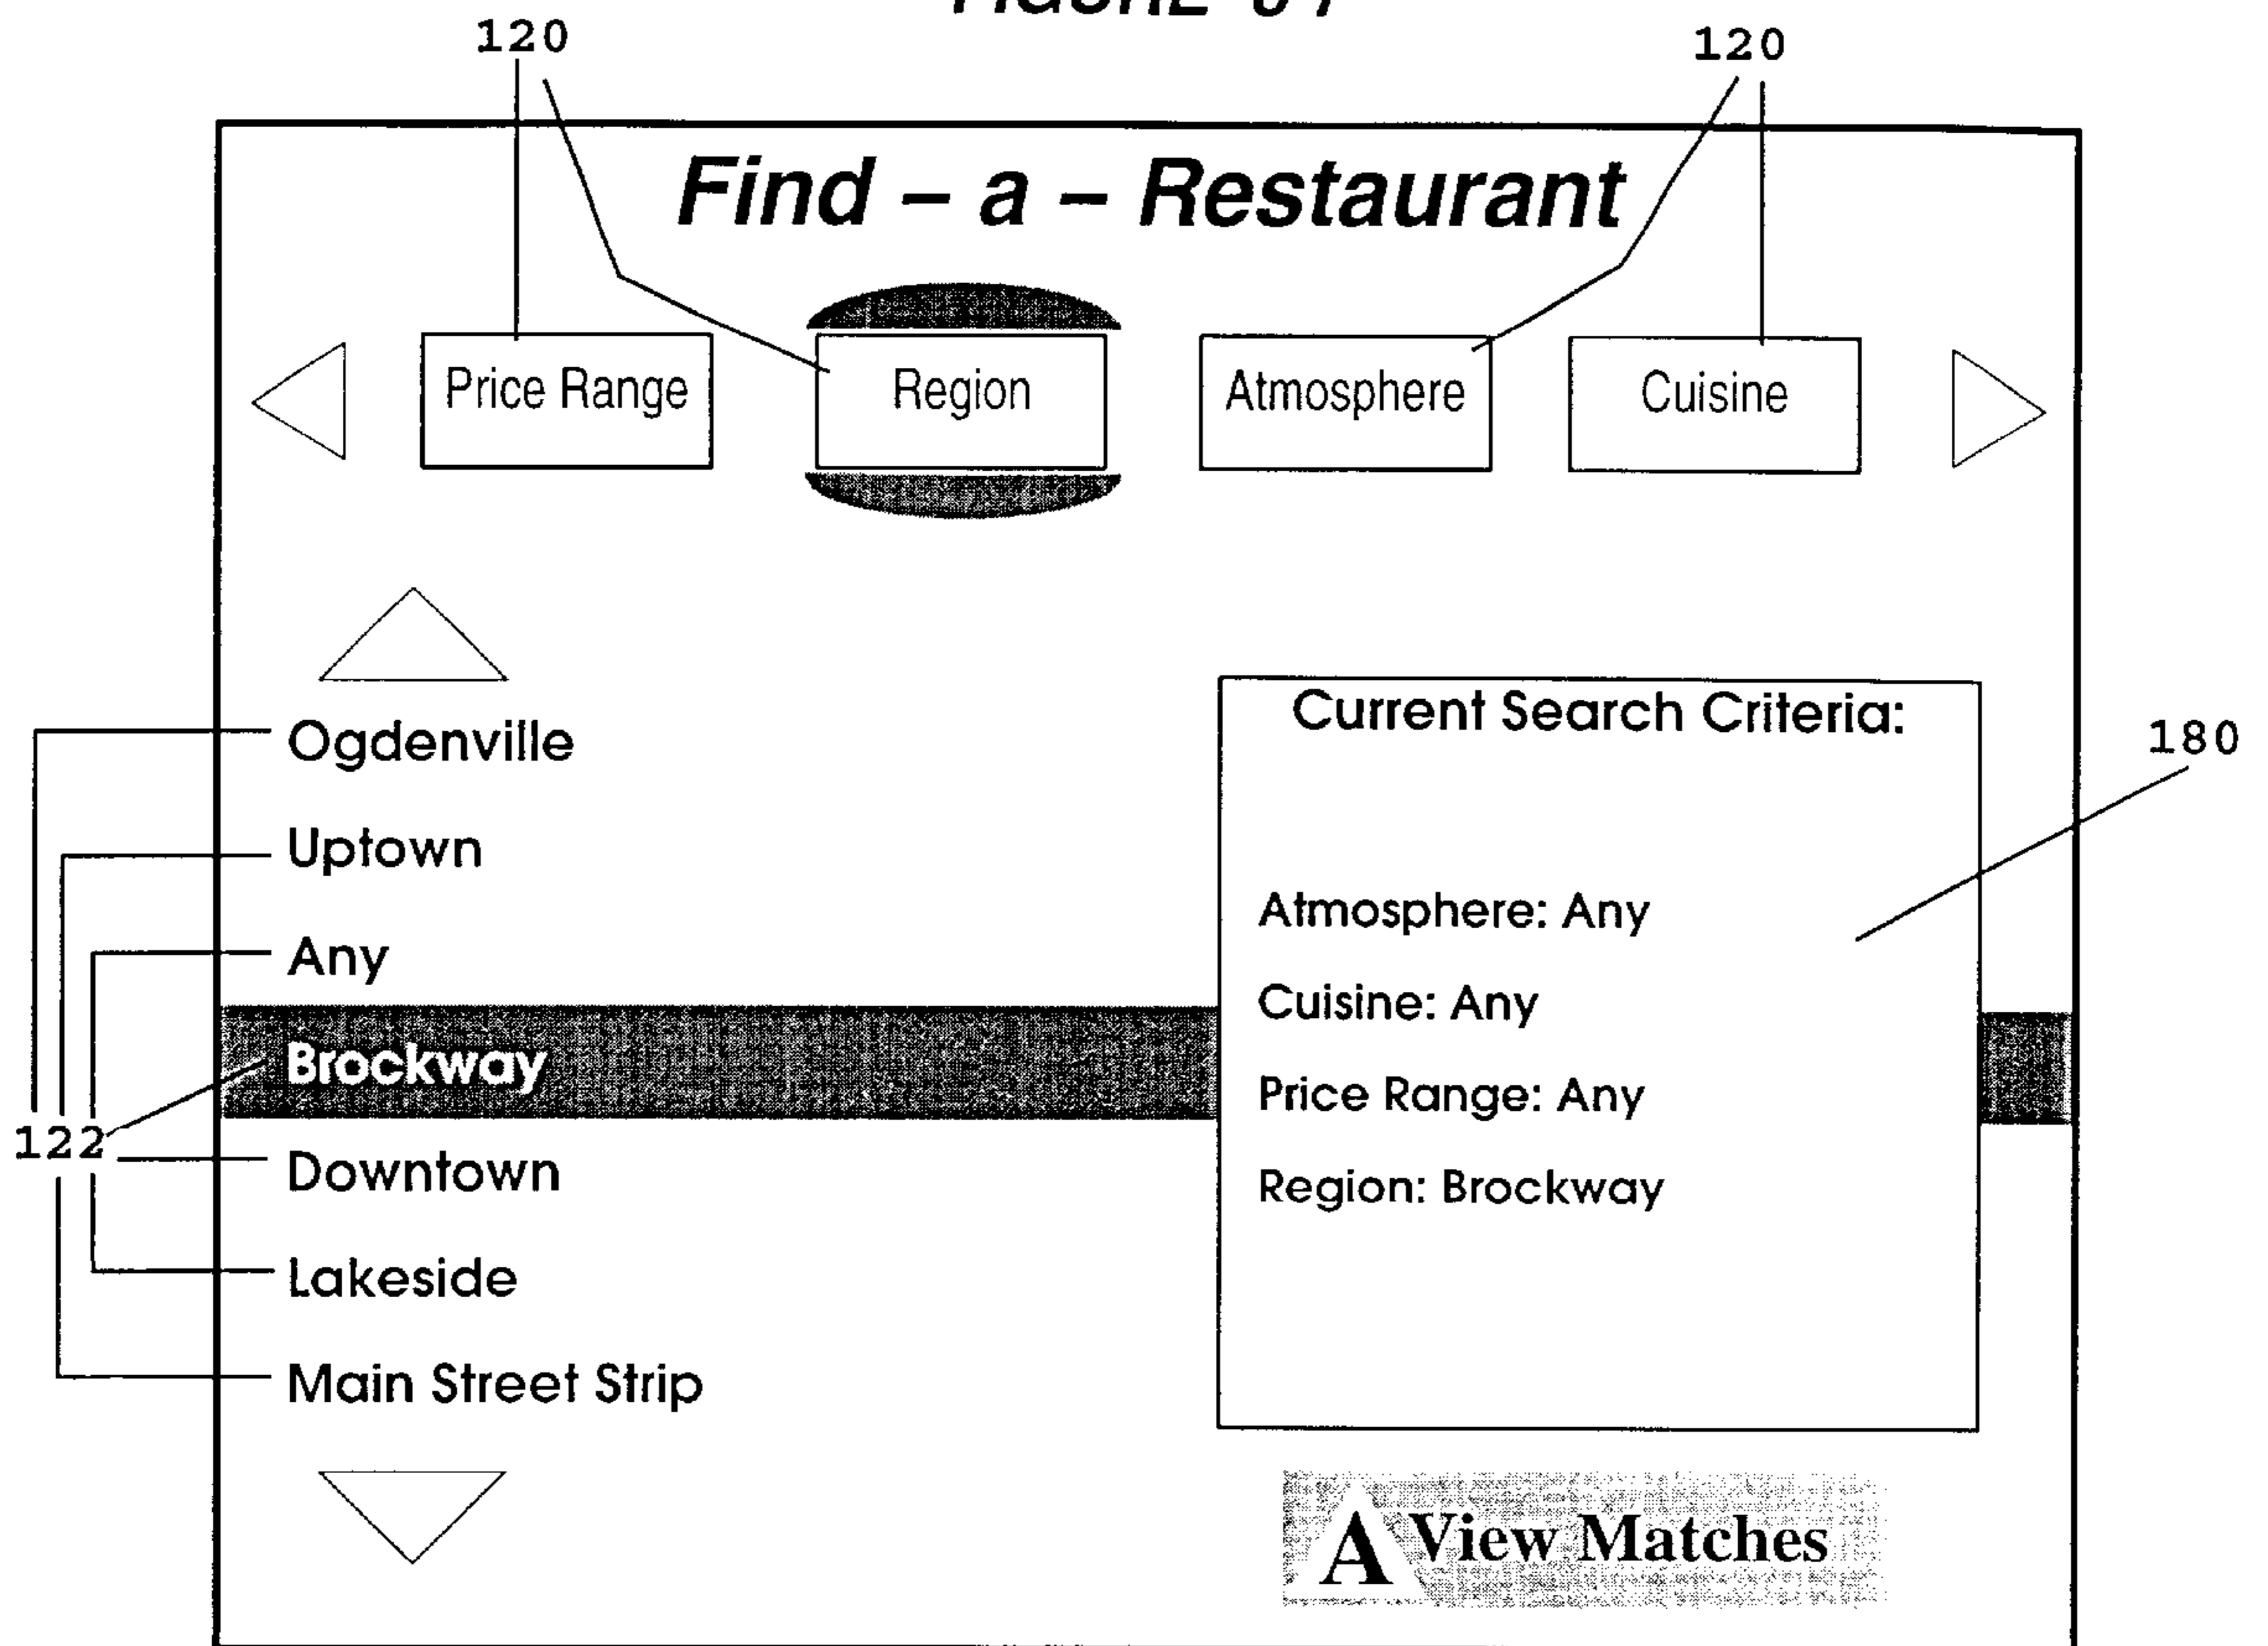 120 120
Find – a – Restaurant
Price Range Region Atmosphere Cuisine
Current Search Criteria:
180
Ogdenville
Uptown
Atmosphere: Any
Any
Cuisine: Any
Brockway
Price Range: Any
122
Downtown
Region: Brockway
Lakeside
Main Street Strip
A View Matches